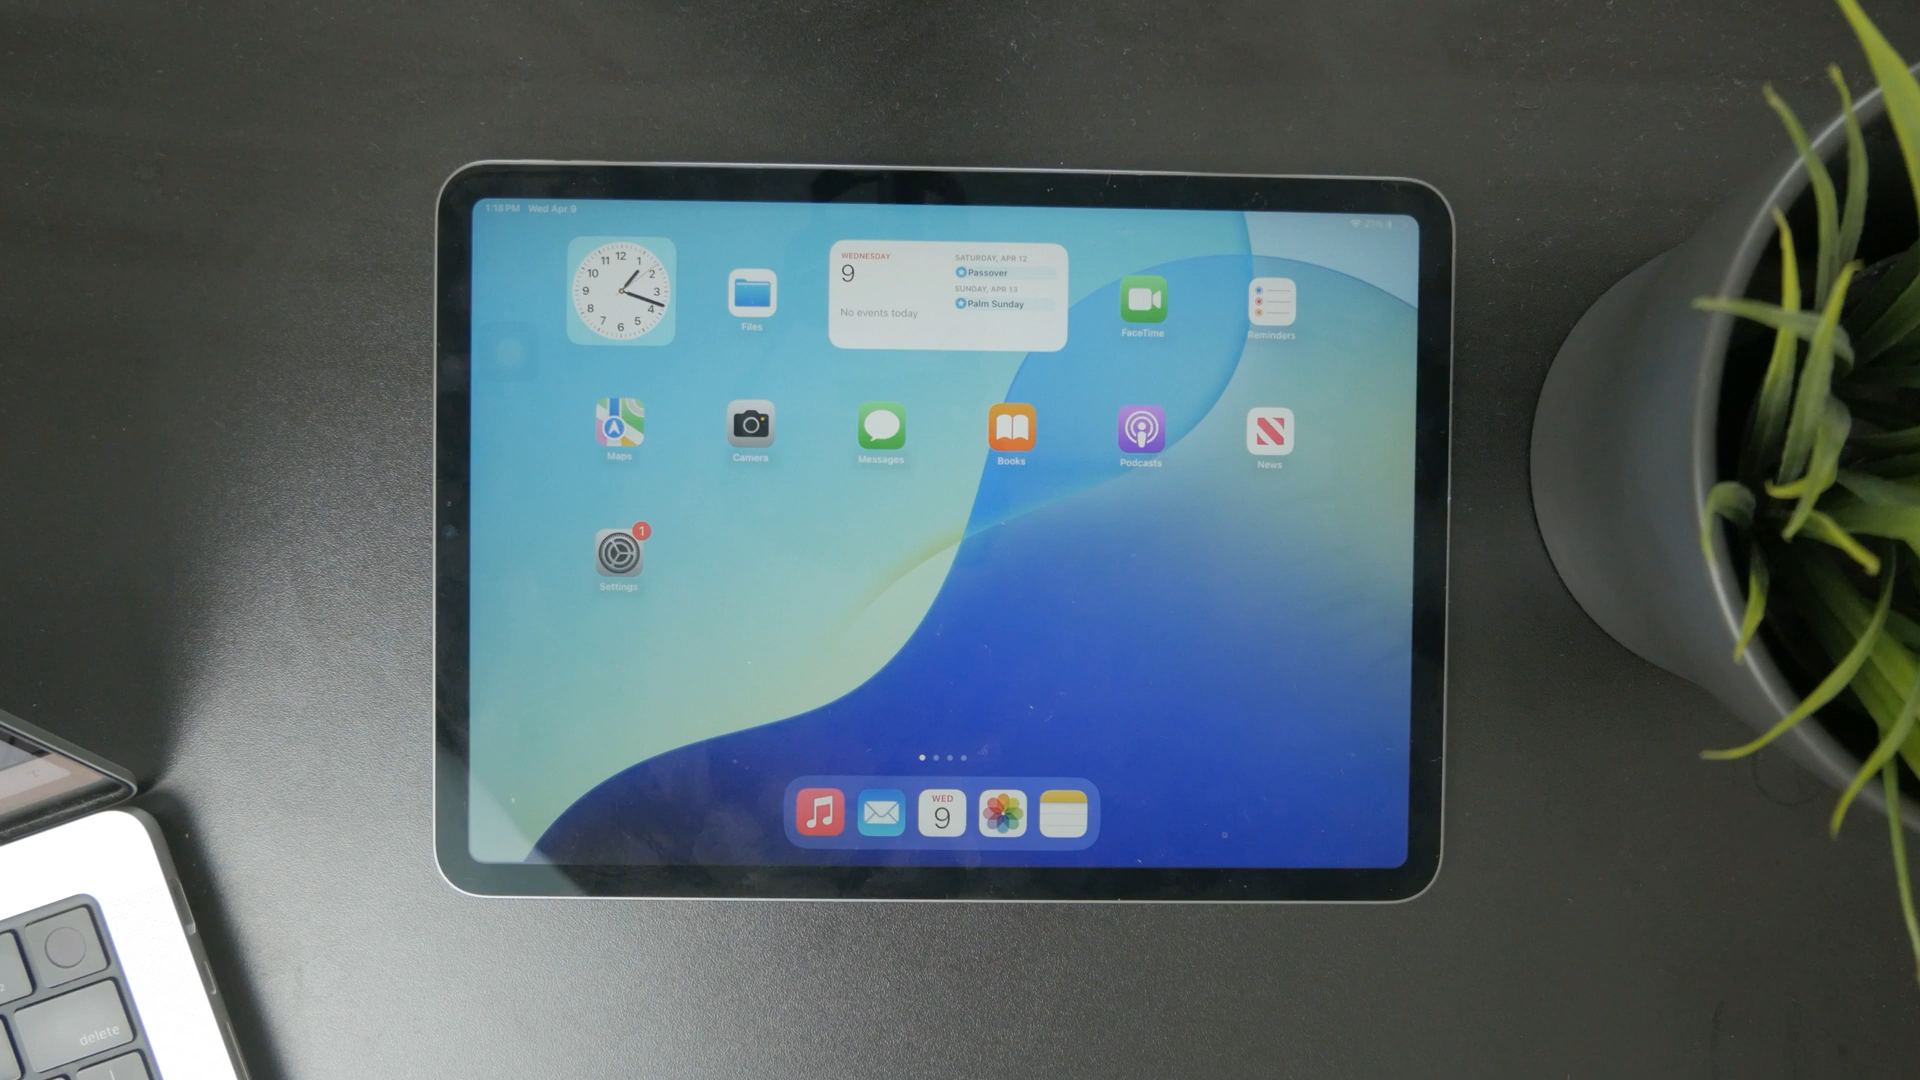 1:18 PM Wed Apr 9
21%
12
1
2
3
4
5
6
7
8
9
10
11
Files
WEDNESDAY
9
No events today
SATURDAY, APR 12
Passover
SUNDAY, APR 13
Palm Sunday
FaceTime
Reminders
Maps
Camera
Messages
Books
Podcasts
News
1
Settings
WED
9
delete